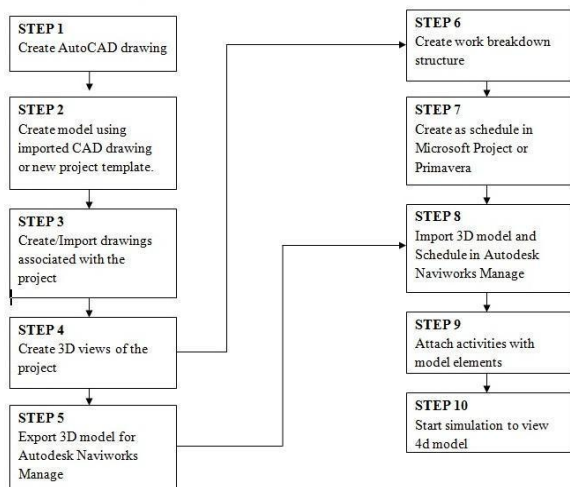 STEP 1
Create AutoCAD drawing
STEP 2
Create model using
imported CAD drawing
or new project template.
STEP 3
Create/Import drawings
associated with the
project
STEP 4
Create 3D views of the
project
STEP 5
Export 3D model for
Autodesk Naviworks
Manage
STEP 6
Create work breakdown
structure
STEP 7
Create as schedule in
Microsoft Project or
Primavera
STEP 8
Import 3D model and
Schedule in Autodesk
Naviworks Manage
STEP 9
Attach activities with
model elements
STEP 10
Start simulation to view
4d model